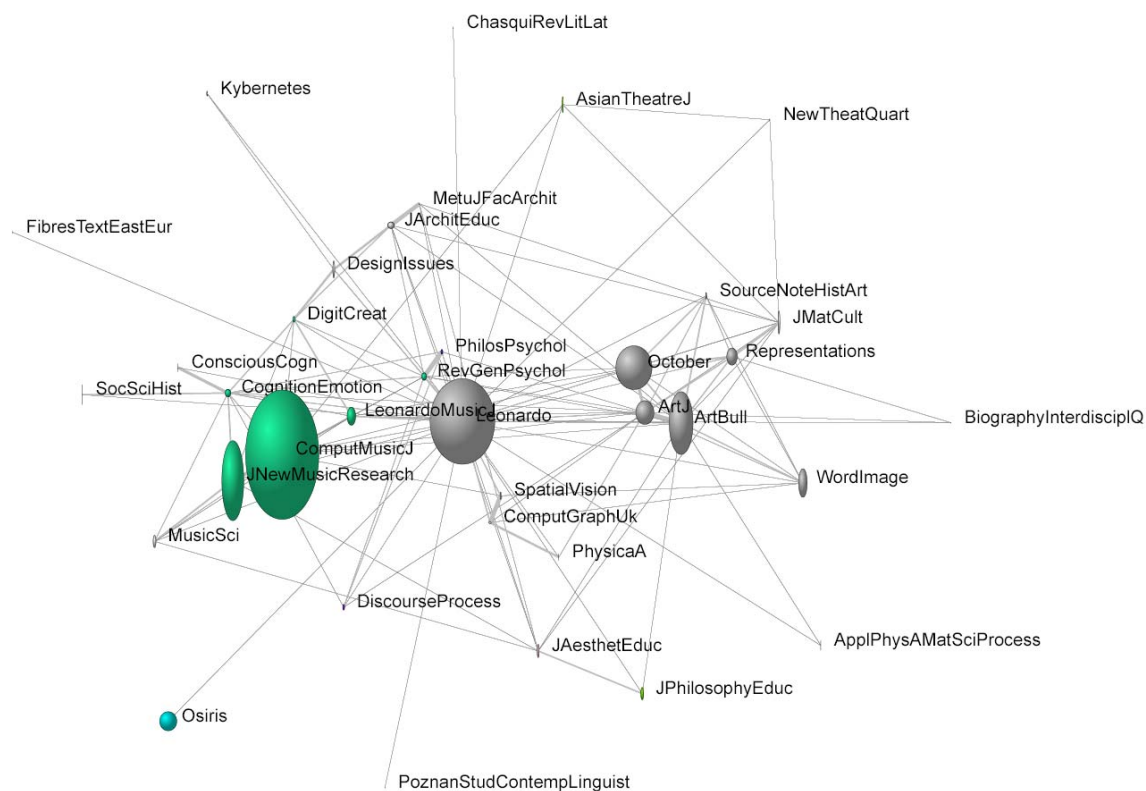 ChasquiRevLitLat
Kybernetes
AsianTheatreJ
NewTheatQuart
MetuJFacArchit
JArchitEduc
FibresTextEastEur
DesignIssues
SourceNoteHistArt
DigitCreat
JMatCult
PhilosPsychol
Representations
October
ConsciousCogn
RevGenPsychol
SocSciHist
CognitionEmotion
LeonardoMusicJ
Leonardo
ArtJ
ArtBull
BiographyInterdiscipIQ
ComputMusicJ
JNewMusicResearch
WordImage
SpatialVision
ComputGraphUk
MusicSci
PhysicaA
DiscourseProcess
JAesthetEduc
ApplPhysAMatSciProcess
JPhilosophyEduc
Osiris
PoznanStudContempLinguist